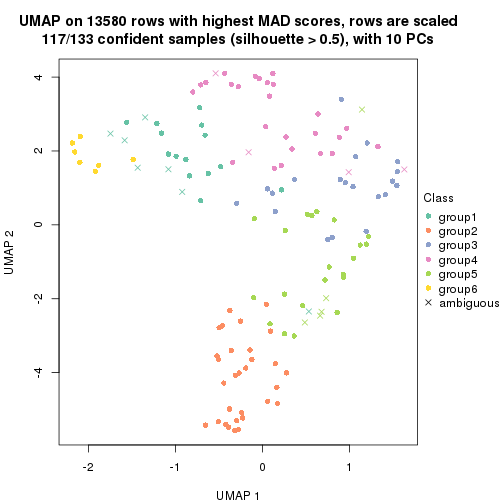 UMAP on 13580 rows with highest MAD scores, rows are scaled
117/133 confident samples (silhouette > 0.5), with 10 PCs
4
2
0
-2
-4
UMAP 2
-2
-1
0
1
UMAP 1
Class
group1
group2
group3
group4
group5
group6
ambiguous